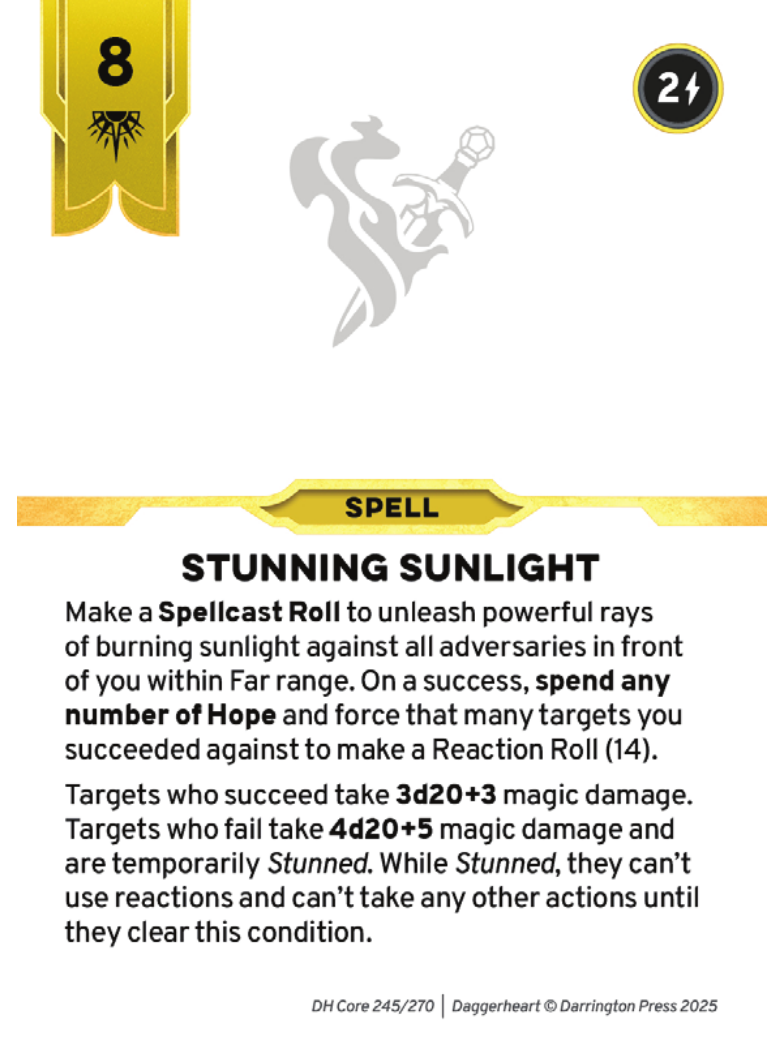 8
2
SPELL
STUNNING SUNLIGHT
Make a Spellcast Roll to unleash powerful rays
of burning sunlight against all adversaries in front
of you within Far range. On a success, spend any
number of Hope and force that many targets you
succeeded against to make a Reaction Roll (14).
Targets who succeed take 3d20+3 magic damage.
Targets who fail take 4d20+5 magic damage and
are temporarily Stunned. While Stunned, they can’t
use reactions and can’t take any other actions until
they clear this condition.
DH Core 245/270 | Daggerheart © Darrington Press 2025